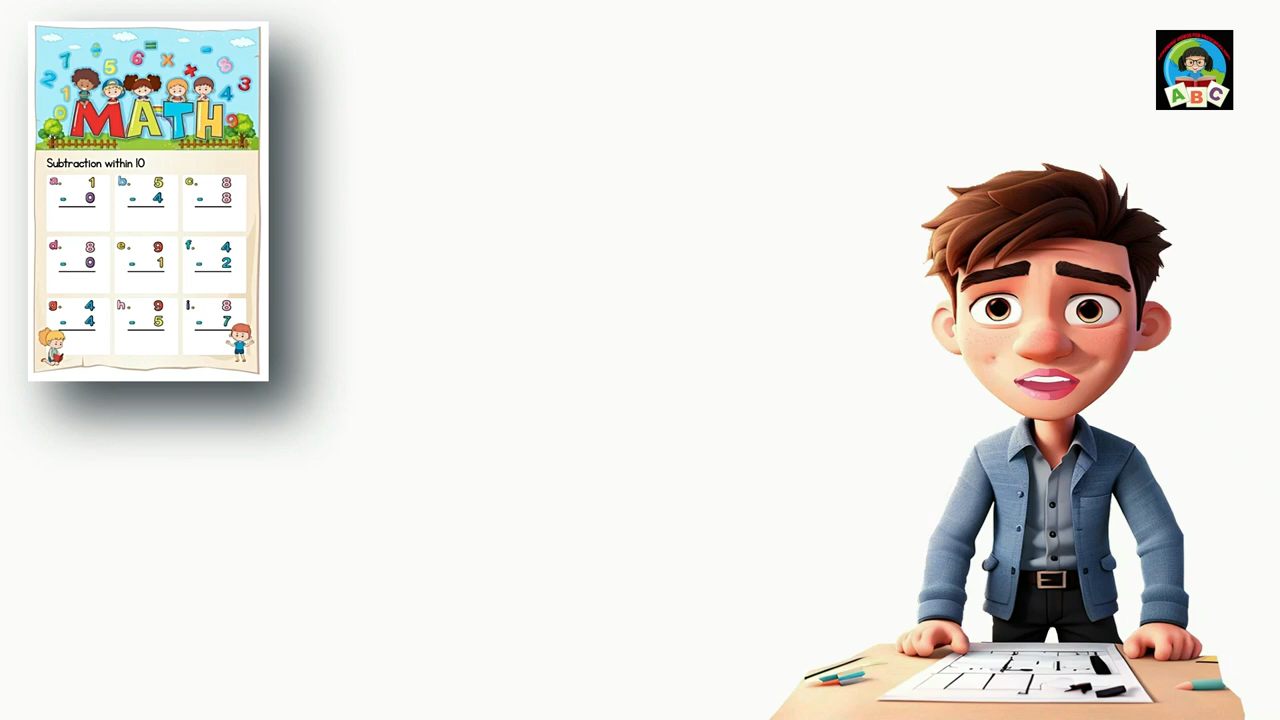 MATH
Subtraction within 10
a. 1 b. 5 c. 8
- 0 - 4 - 8
d. 8 e. 9 f. 4
- 0 - 1 - 2
g. 4 h. 9 i. 8
- 4 - 5 - 7
A B C